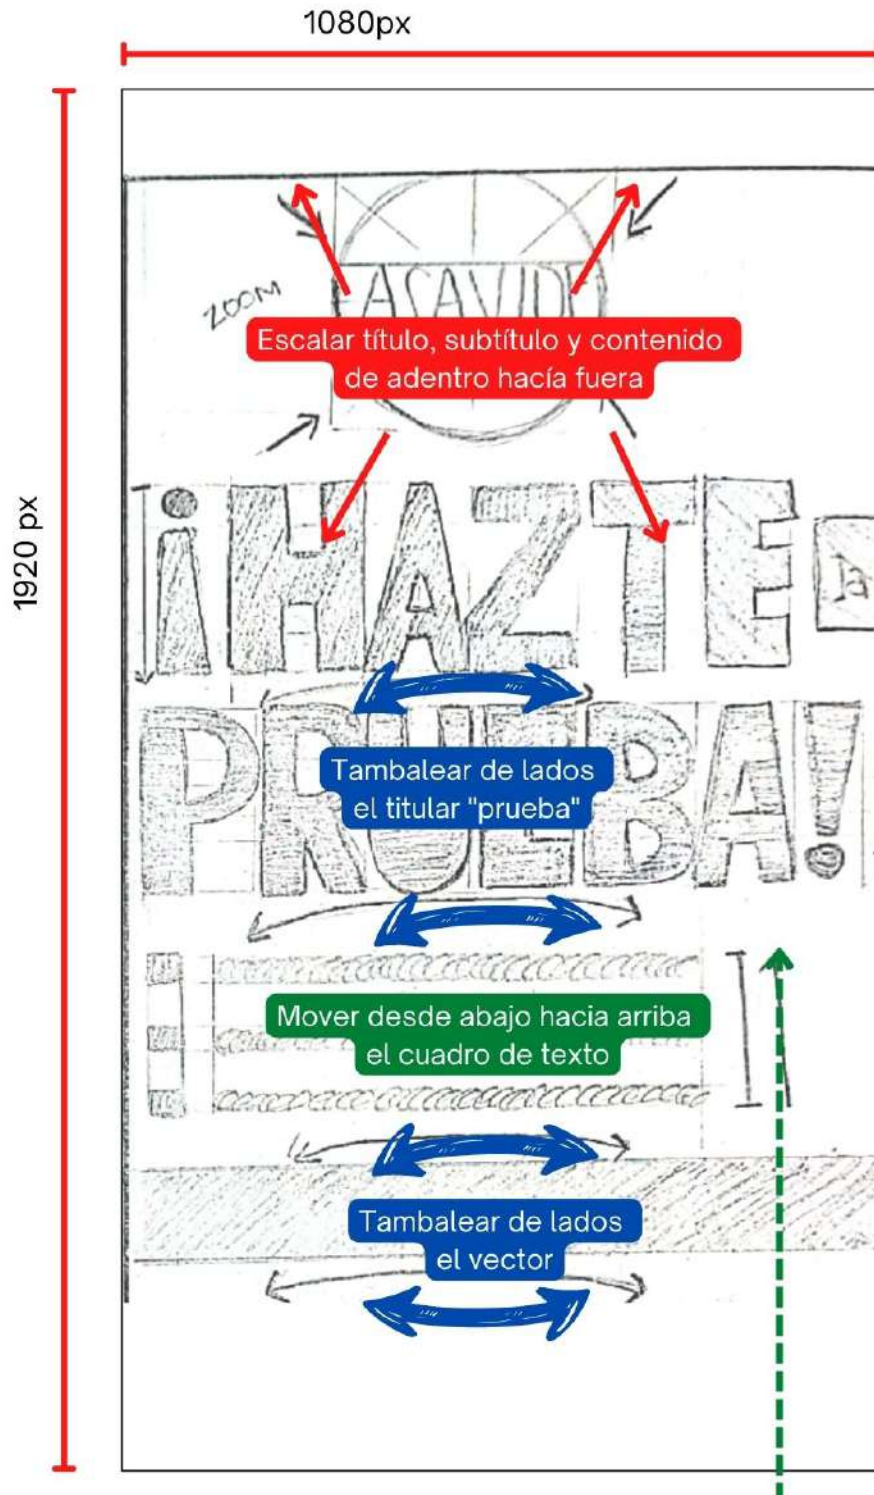 1080px
1920 px
ZOOM
Escalar título, subtítulo y contenido
de adentro hacía fuera
¡HAZTE
la
PRUEBA!
Tambalear de lados
el titular "prueba"
Mover desde abajo hacia arriba
el cuadro de texto
Tambalear de lados
el vector